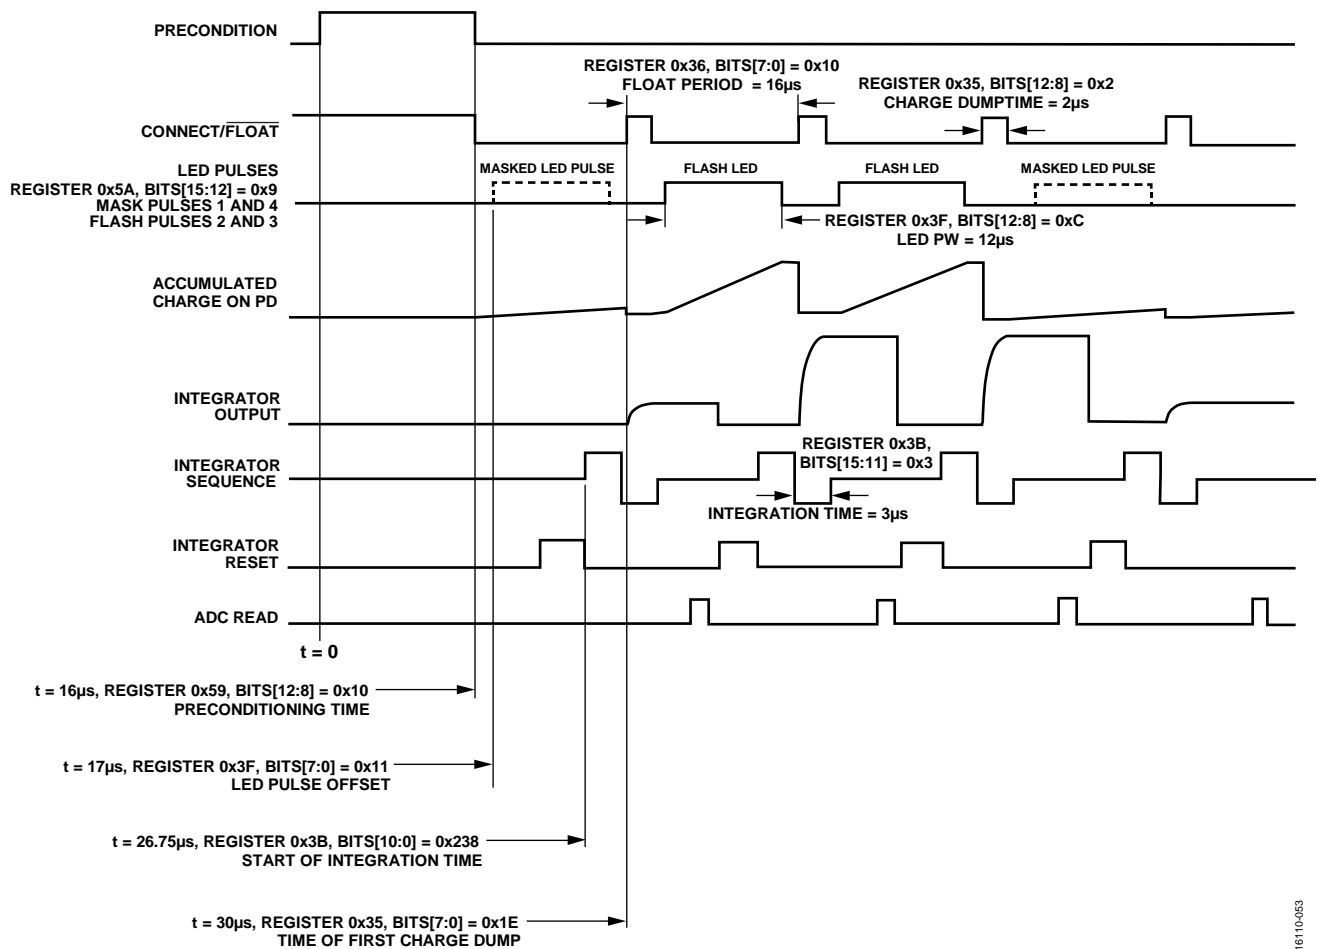 PRECONDITION
REGISTER 0x36, BITS[7:0] = 0x10
FLOAT PERIOD = 16µs
REGISTER 0x35, BITS[12:8] = 0x2
CHARGE DUMPTIME = 2µs
CONNECT/FLOAT
LED PULSES
REGISTER 0x5A, BITS[15:12] = 0x9
MASK PULSES 1 AND 4
FLASH PULSES 2 AND 3
MASKED LED PULSE
FLASH LED
FLASH LED
MASKED LED PULSE
REGISTER 0x3F, BITS[12:8] = 0xC
LED PW = 12µs
ACCUMULATED
CHARGE ON PD
INTEGRATOR
OUTPUT
REGISTER 0x3B,
BITS[15:11] = 0x3
INTEGRATOR
SEQUENCE
INTEGRATION TIME = 3µs
INTEGRATOR
RESET
ADC READ
t = 0
t = 16µs, REGISTER 0x59, BITS[12:8] = 0x10
PRECONDITIONING TIME
t = 17µs, REGISTER 0x3F, BITS[7:0] = 0x11
LED PULSE OFFSET
t = 26.75µs, REGISTER 0x3B, BITS[10:0] = 0x238
START OF INTEGRATION TIME
t = 30µs, REGISTER 0x35, BITS[7:0] = 0x1E
TIME OF FIRST CHARGE DUMP
16110-053